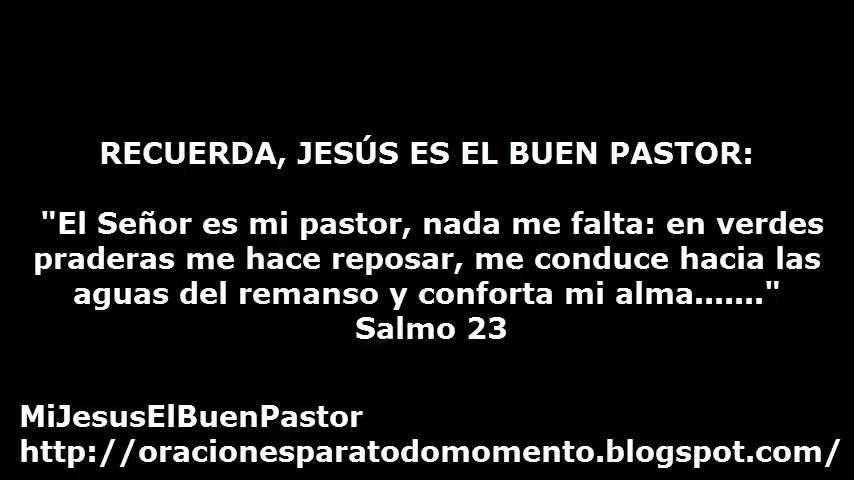 RECUERDA, JESÚS ES EL BUEN PASTOR:
"El Señor es mi pastor, nada me falta: en verdes
praderas me hace reposar, me conduce hacia las
aguas del remanso y conforta mi alma......."
Salmo 23
MiJesusElBuenPastor
http://oracionesparatodomomento.blogspot.com/